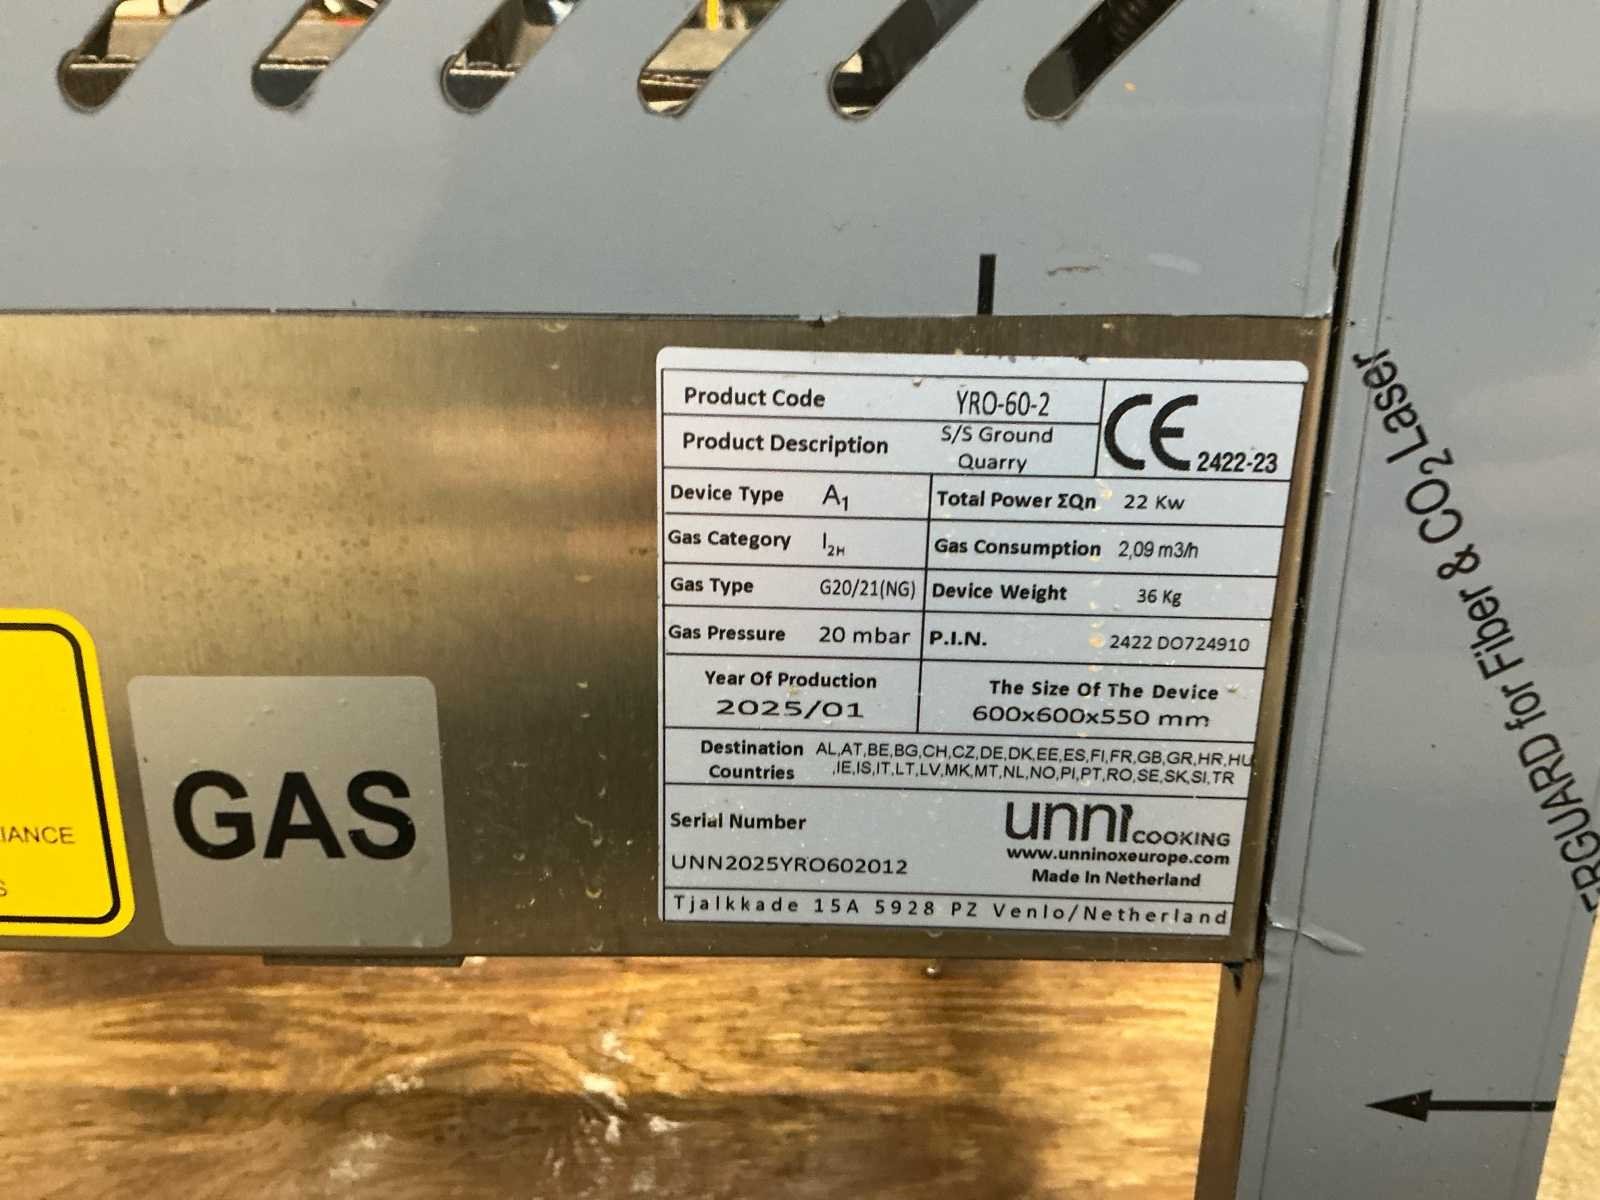 Product Code YRO-60-2
CE 2422-23
Product Description S/S Ground
Quarry
Device Type A1 Total Power ΣQn 22 Kw
Gas Category I2H Gas Consumption 2,09 m3/h
Gas Type G20/21(NG) Device Weight 36 Kg
Gas Pressure 20 mbar P.I.N. 2422 DO724910
Year Of Production The Size Of The Device
2025/01 600x600x550 mm
Destination AL,AT,BE,BG,CH,CZ,DE,DK,EE,ES,FI,FR,GB,GR,HR,HU
Countries ,IE,IS,IT,LT,LV,MK,MT,NL,NO,PI,PT,RO,SE,SK,SI,TR
Serial Number unni COOKING
www.unninoxeurope.com
UNN2025YRO602012 Made In Netherland
Tjalkkade 15A 5928 PZ Venlo/Netherland
GAS
for Fiber & CO2 Laser